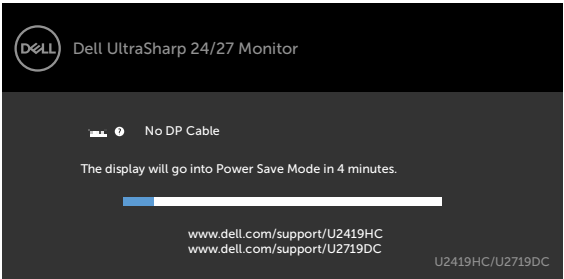 DELL
Dell UltraSharp 24/27 Monitor
? No DP Cable
The display will go into Power Save Mode in 4 minutes.
www.dell.com/support/U2419HC
www.dell.com/support/U2719DC
U2419HC/U2719DC